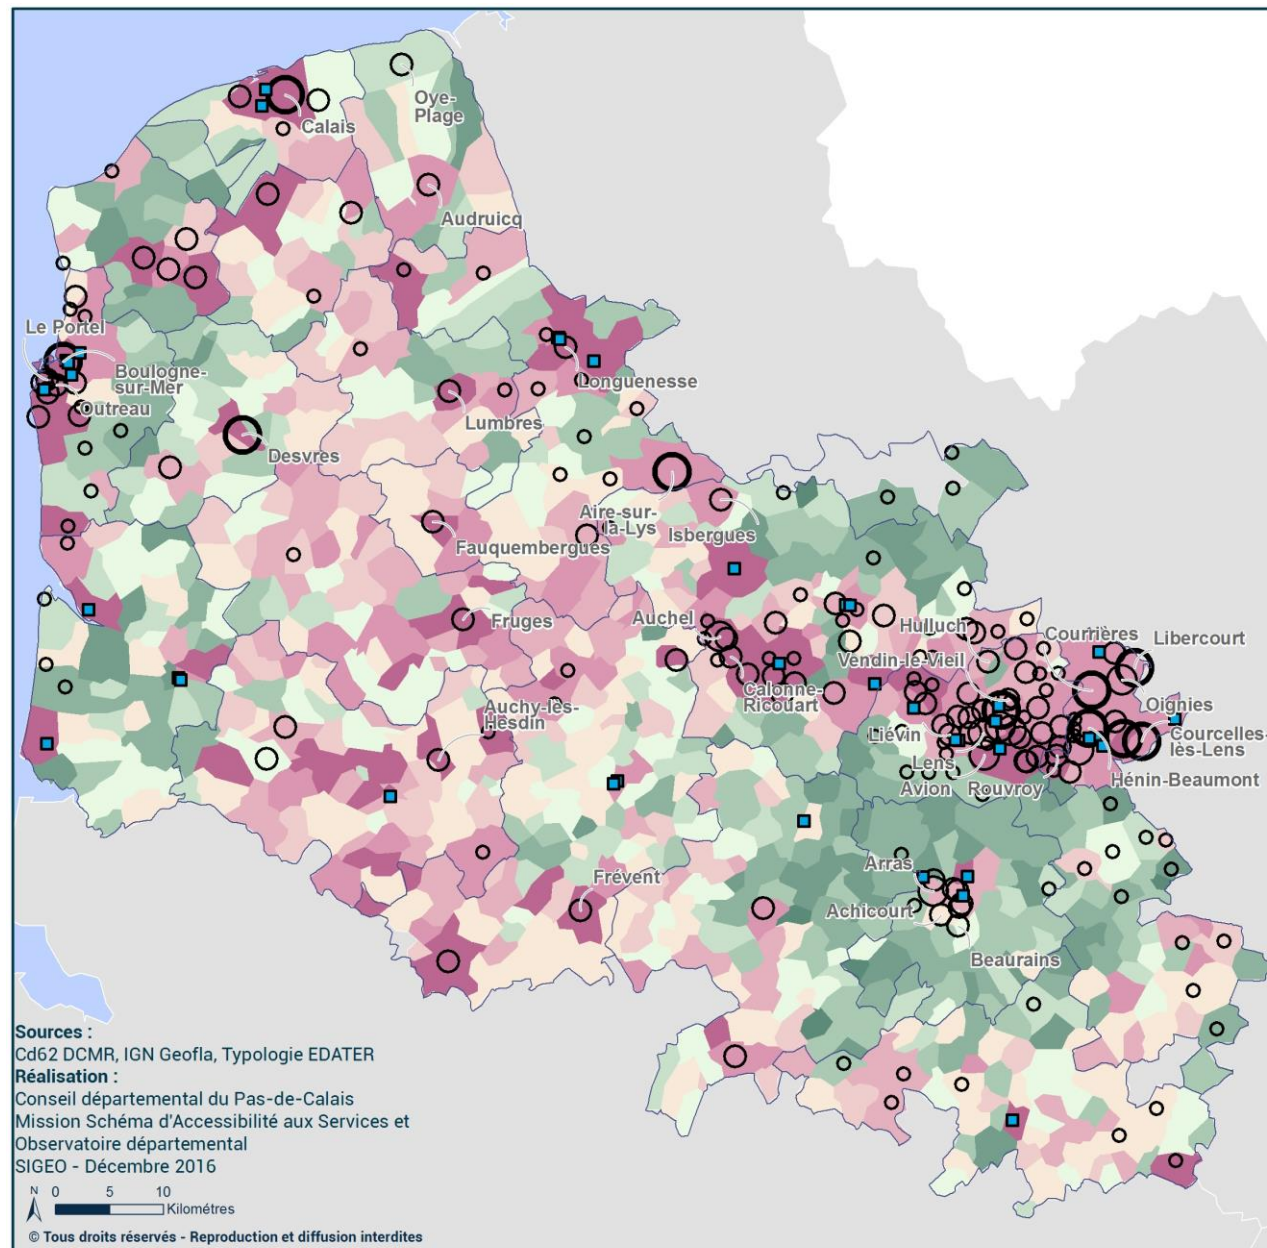 Oye-
Plage
Calais
Audruicq
Le Portel
Boulogne-
sur-Mer
Outreau
Longuenesse
Lumbres
Desvres
Aire-sur-
la-Lys
Isbergues
Fauquembergues
Fruges
Auchel
Hulluch
Courrières
Libercourt
Vendin-le-Vieil
Calonne-
Ricouart
Oignies
Auchy-lès-
Hesdin
Liévin
Courcelles-
lès-Lens
Lens
Avion
Rouvroy
Hénin-Beaumont
Frévent
Arras
Achicourt
Beaurains
Sources :
Cd62 DCMR, IGN Geofla, Typologie EDATER
Réalisation :
Conseil départemental du Pas-de-Calais
Mission Schéma d'Accessibilité aux Services et
Observatoire départemental
SIGEO - Décembre 2016
N 0 5 10
Kilométres
© Tous droits réservés - Reproduction et diffusion interdites